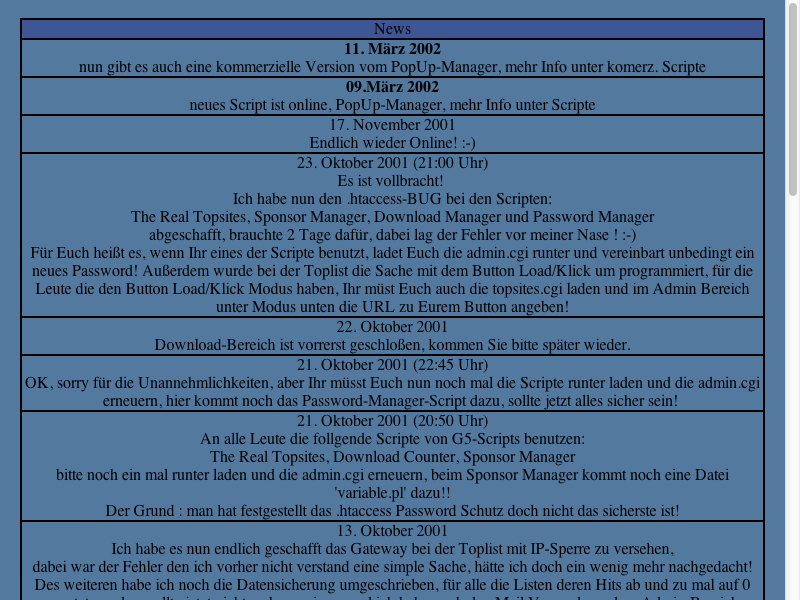 News
11. März 2002
nun gibt es auch eine kommerzielle Version vom PopUp-Manager, mehr Info unter komerz. Scripte
09.März 2002
neues Script ist online, PopUp-Manager, mehr Info unter Scripte
17. November 2001
Endlich wieder Online! :-)
23. Oktober 2001 (21:00 Uhr)
Es ist vollbracht!
Ich habe nun den .htaccess-BUG bei den Scripten:
The Real Topsites, Sponsor Manager, Download Manager und Password Manager
abgeschafft, brauchte 2 Tage dafür, dabei lag der Fehler vor meiner Nase ! :-)
Für Euch heißt es, wenn Ihr eines der Scripte benutzt, ladet Euch die admin.cgi runter und vereinbart unbedingt ein
neues Password! Außerdem wurde bei der Toplist die Sache mit dem Button Load/Klick um programmiert, für die
Leute die den Button Load/Klick Modus haben, Ihr müst Euch auch die topsites.cgi laden und im Admin Bereich
unter Modus unten die URL zu Eurem Button angeben!
22. Oktober 2001
Download-Bereich ist vorrerst geschloßen, kommen Sie bitte später wieder.
21. Oktober 2001 (22:45 Uhr)
OK, sorry für die Unannehmlichkeiten, aber Ihr müsst Euch nun noch mal die Scripte runter laden und die admin.cgi
erneuern, hier kommt noch das Password-Manager-Script dazu, sollte jetzt alles sicher sein!
21. Oktober 2001 (20:50 Uhr)
An alle Leute die follgende Scripte von G5-Scripts benutzen:
The Real Topsites, Download Counter, Sponsor Manager
bitte noch ein mal runter laden und die admin.cgi erneuern, beim Sponsor Manager kommt noch eine Datei
'variable.pl' dazu!!
Der Grund : man hat festgestellt das .htaccess Password Schutz doch nicht das sicherste ist!
13. Oktober 2001
Ich habe es nun endlich geschafft das Gateway bei der Toplist mit IP-Sperre zu versehen,
dabei war der Fehler den ich vorher nicht verstand eine simple Sache, hätte ich doch ein wenig mehr nachgedacht!
Des weiteren habe ich noch die Datensicherung umgeschrieben, für alle die Listen deren Hits ab und zu mal auf 0